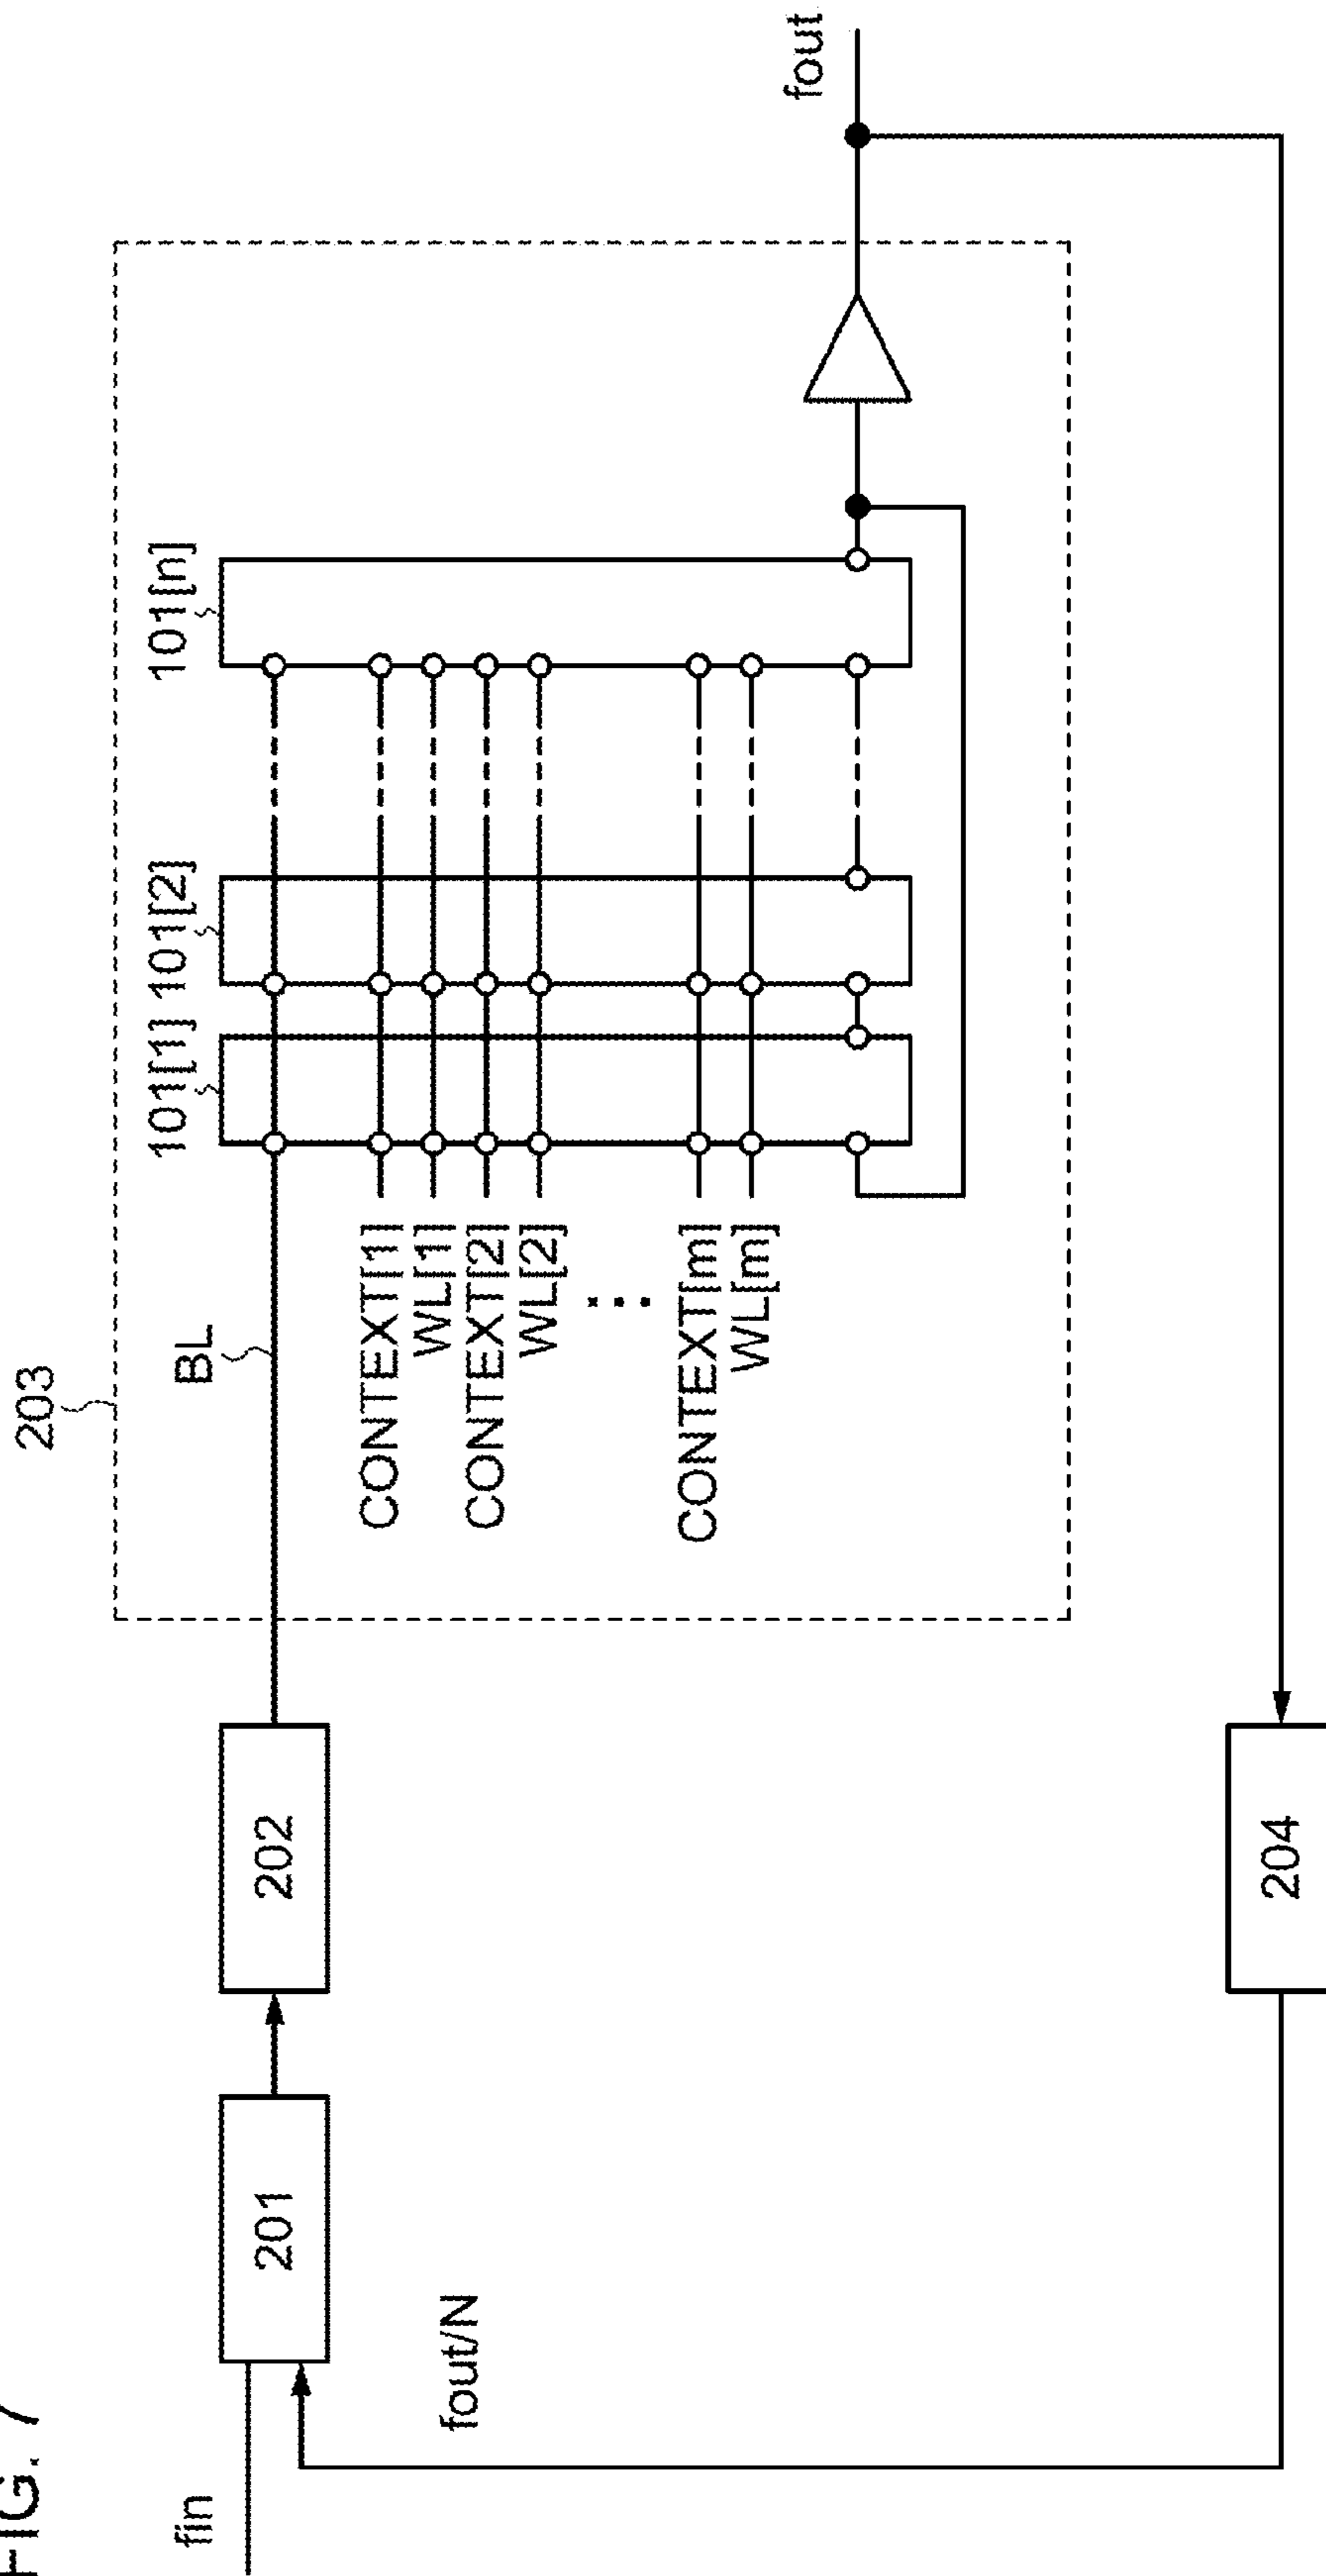 FIG. 7
203
fin
201
202
BL
101[1]
101[2]
101[n]
CONTEXT[1]
WL[1]
CONTEXT[2]
WL[2]
⋮
CONTEXT[m]
WL[m]
fout
fout/N
204